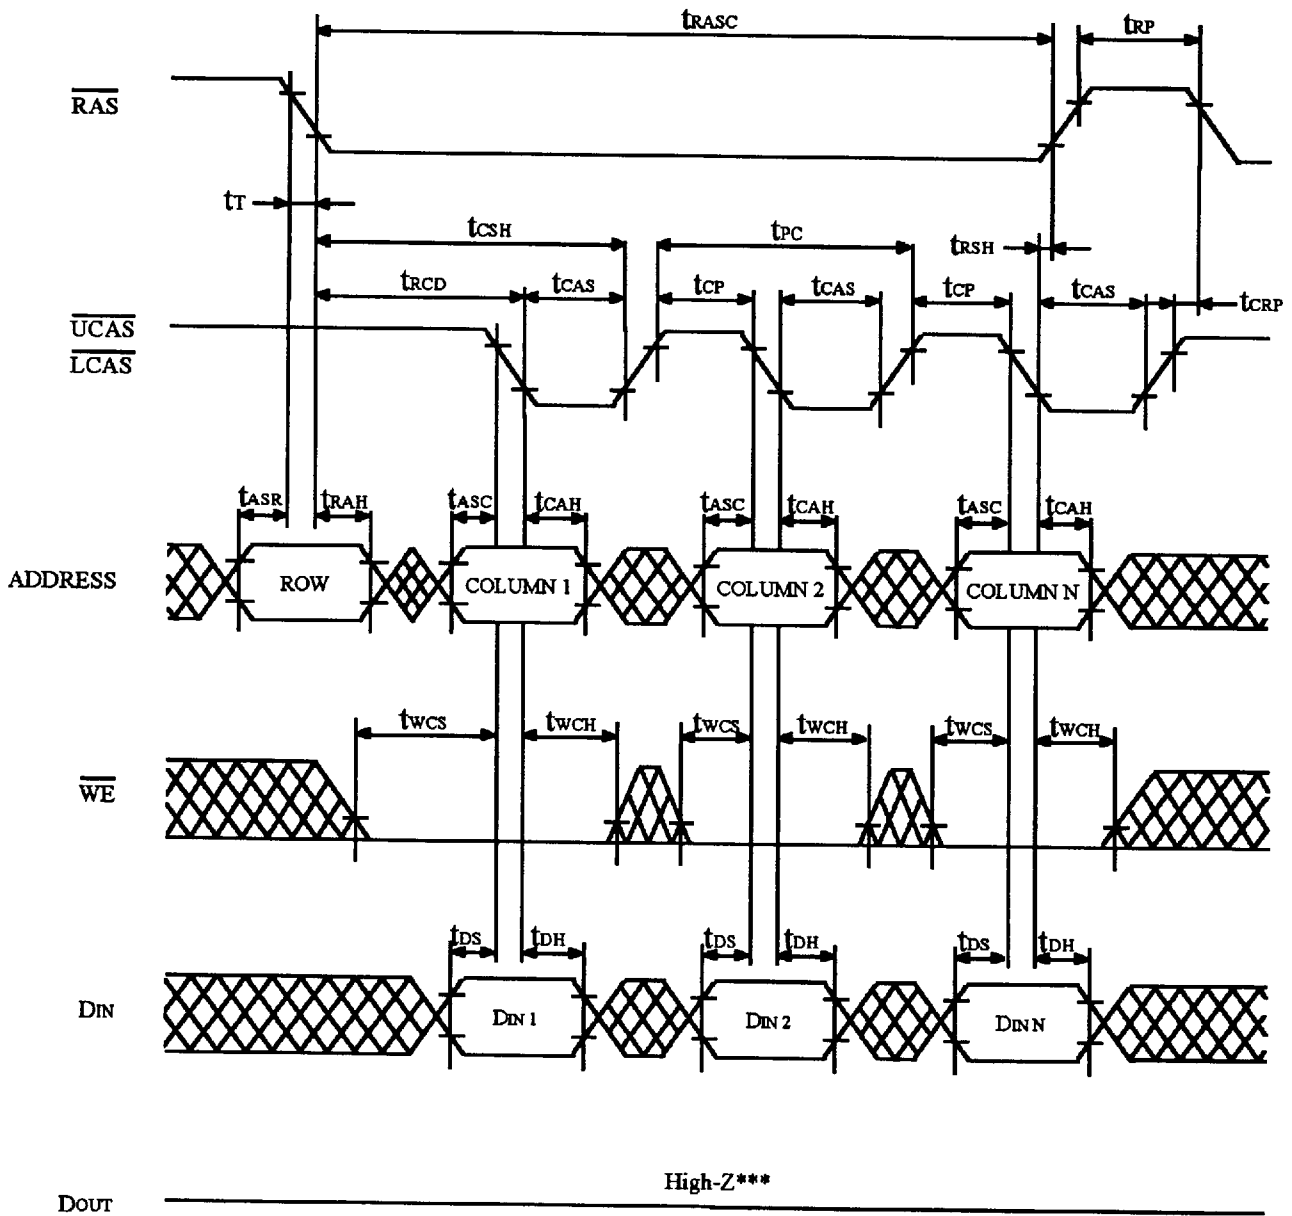 tRASC tRP
RAS
tT
tCSH tPC tRSH
tRCD tCAS tCP tCAS tCP tCAS tCRP
UCAS
LCAS
tASR tRAH tASC tCAH tASC tCAH tASC tCAH
ADDRESS ROW COLUMN 1 COLUMN 2 COLUMN N
tWCS tWCH tWCS tWCH tWCS tWCH
WE
tDS tDH tDS tDH tDS tDH
DIN DIN 1 DIN 2 DIN N
High-Z***
DOUT